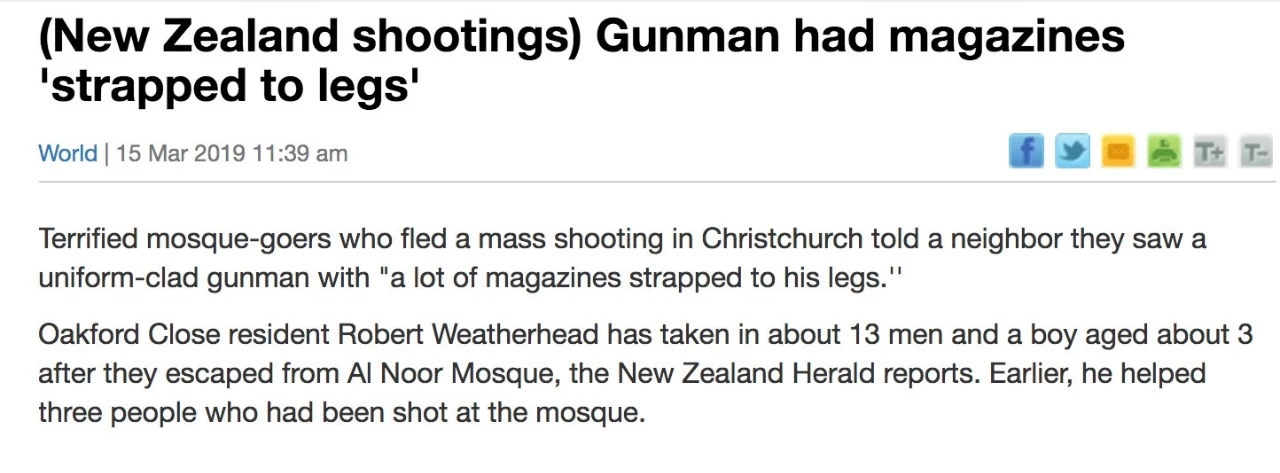 (New Zealand shootings) Gunman had magazines
'strapped to legs'
World | 15 Mar 2019 11:39 am
f
T+
T-
Terrified mosque-goers who fled a mass shooting in Christchurch told a neighbor they saw a
uniform-clad gunman with "a lot of magazines strapped to his legs.''
Oakford Close resident Robert Weatherhead has taken in about 13 men and a boy aged about 3
after they escaped from Al Noor Mosque, the New Zealand Herald reports. Earlier, he helped
three people who had been shot at the mosque.